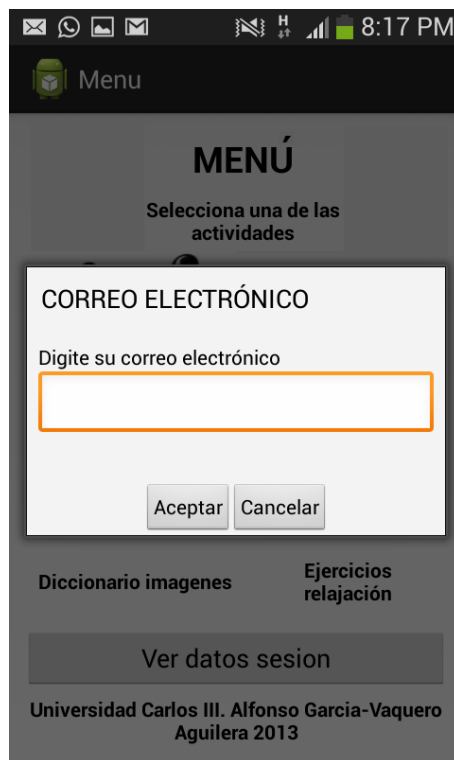 H 8:17 PM
Menu
MENÚ
Selecciona una de las
actividades
CORREO ELECTRÓNICO
Digite su correo electrónico
Aceptar Cancelar
Diccionario imagenes
Ejercicios
relajación
Ver datos sesion
Universidad Carlos III. Alfonso Garcia-Vaquero
Aguilera 2013